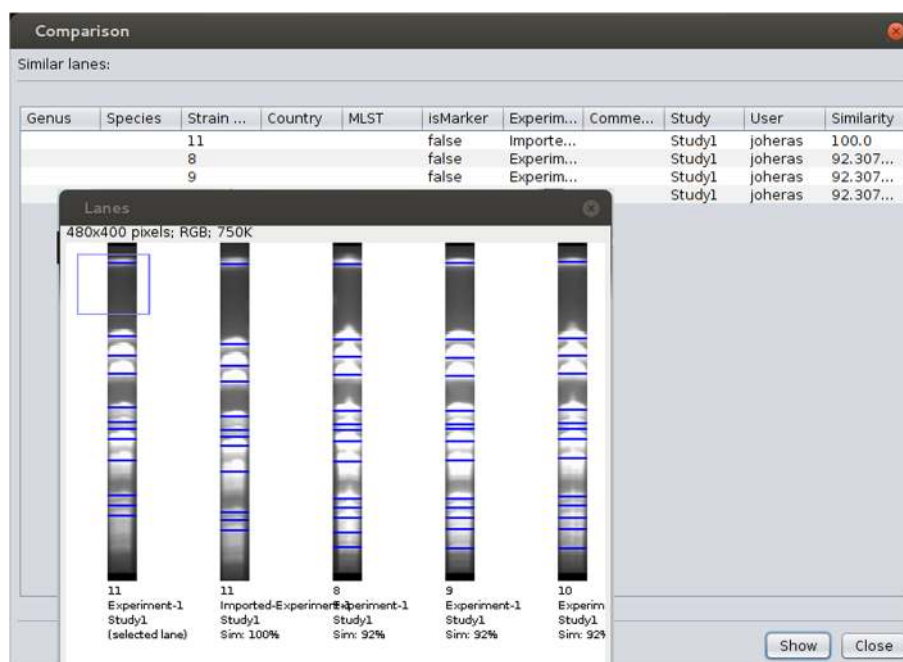 Comparison
Similar lanes:
Genus Species Strain ... Country MLST isMarker Experim... Comme... Study User Similarity
11 false Importe... Study1 joheras 100.0
8 false Experim... Study1 joheras 92.307...
9 false Experim... Study1 joheras 92.307...
Study1 joheras 92.307...
Lanes
480x400 pixels; RGB; 750K
11 11 8 9 10
Experiment-1 Imported-Experiment-1 Experiment-1 Experiment-1 Experim
Study1 Study1 Study1 Study1 Study1
(selected lane) Sim: 100% Sim: 92% Sim: 92% Sim: 92%
Show Close